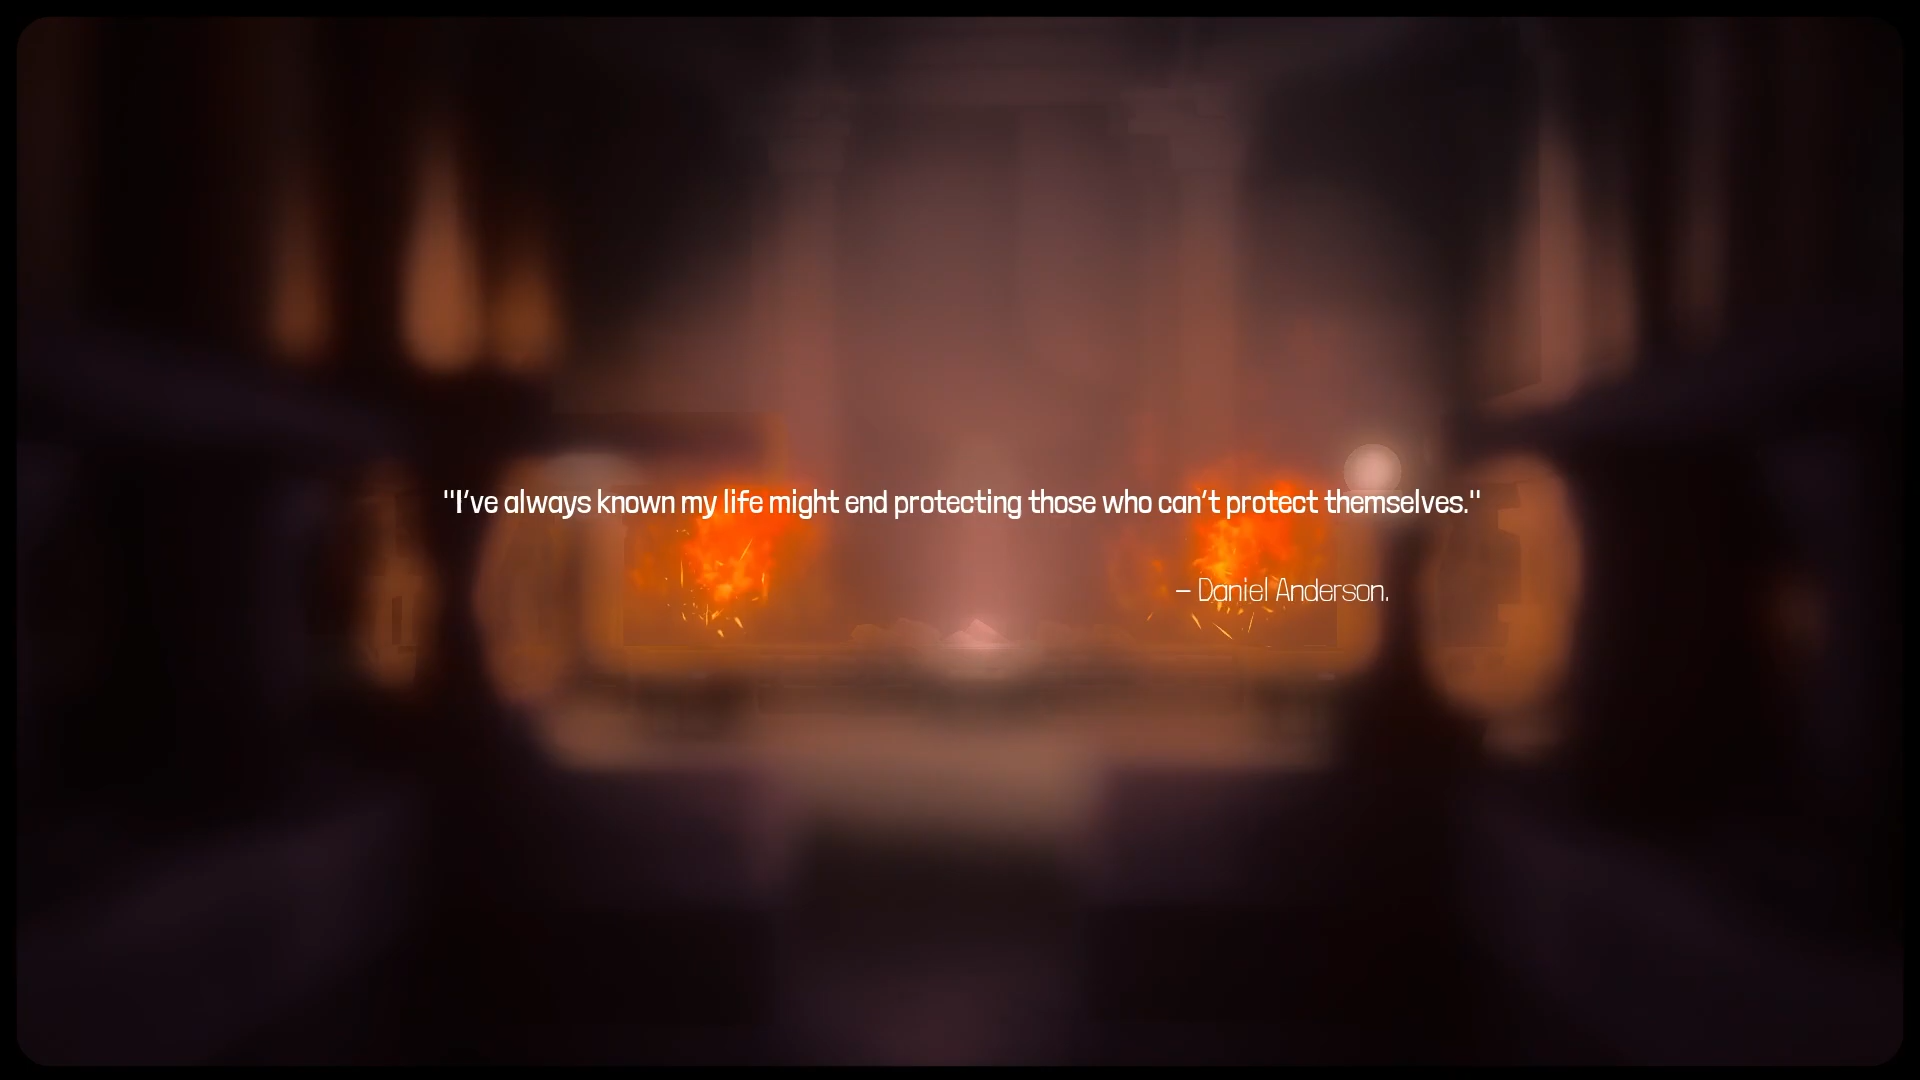 "I've always known my life might end protecting those who can't protect themselves."
– Daniel Anderson.